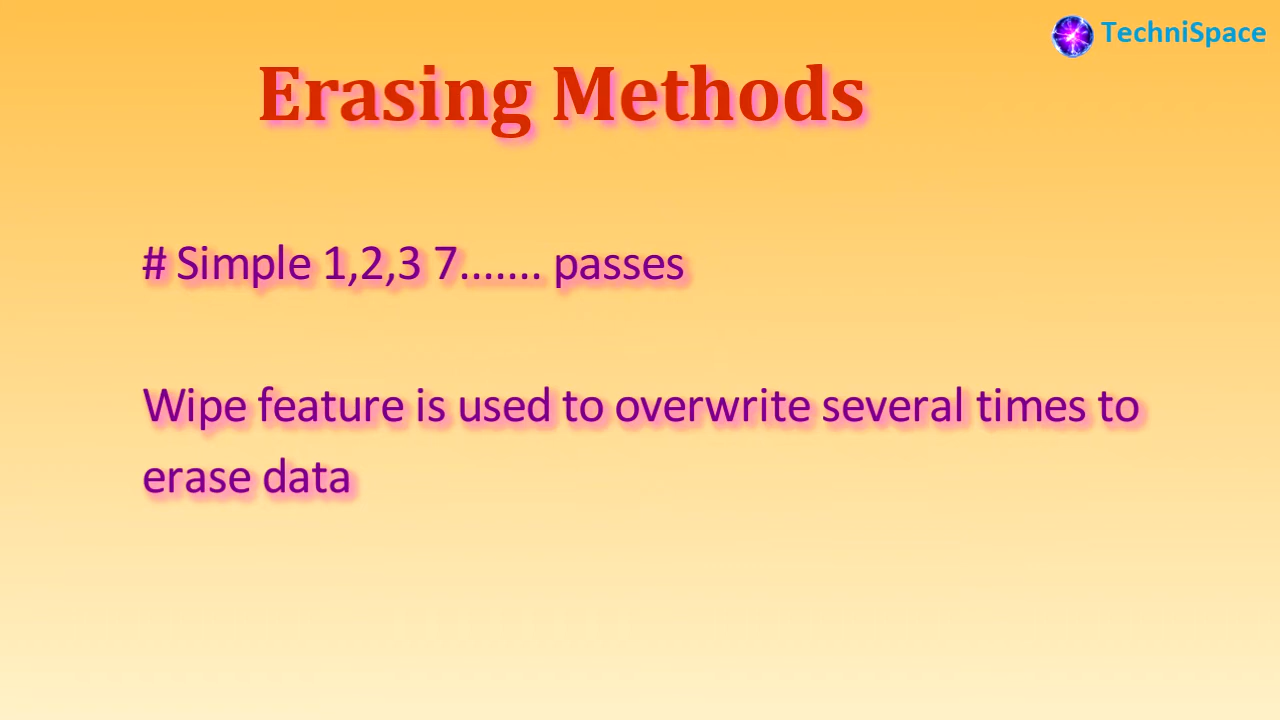 TechniSpace
Erasing Methods
# Simple 1,2,3 7....... passes
Wipe feature is used to overwrite several times to
erase data